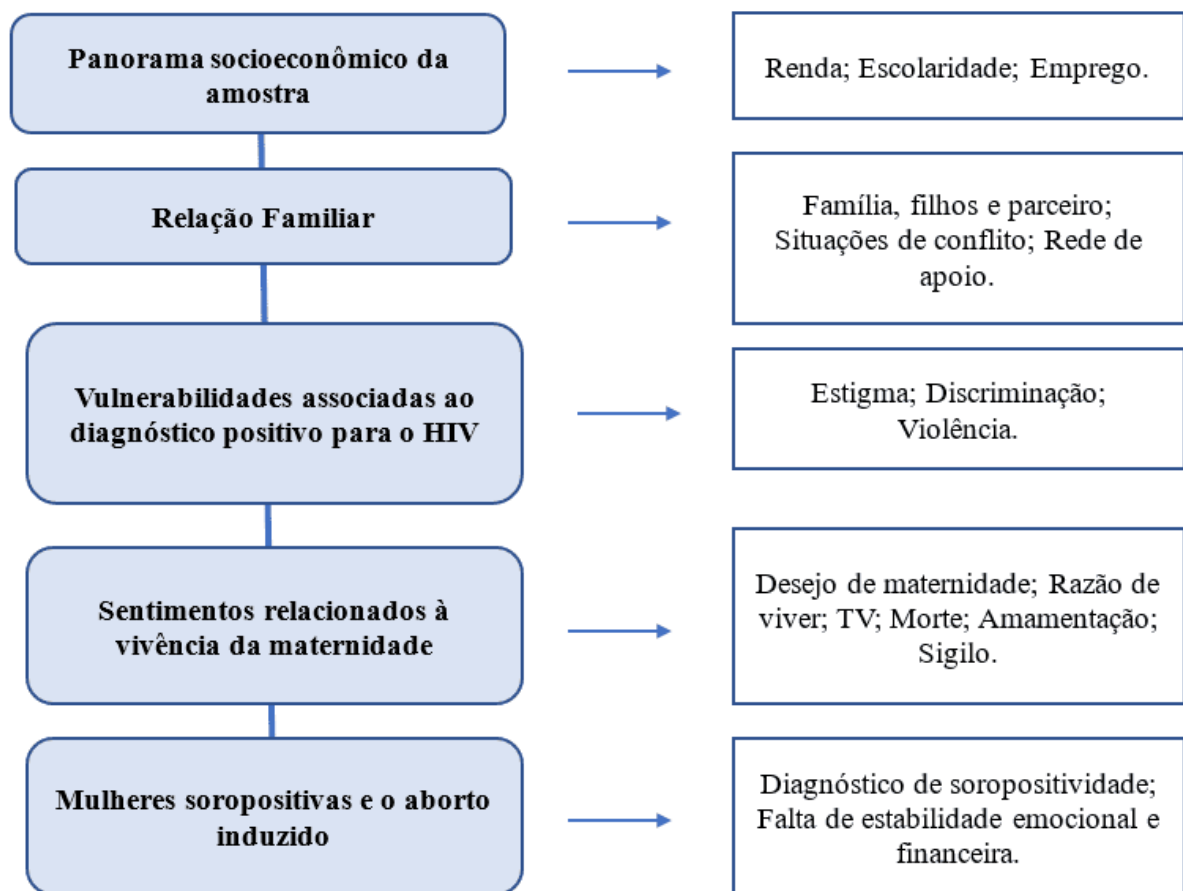 Panorama socioeconômico da
amostra
Renda; Escolaridade; Emprego.
Relação Familiar
Família, filhos e parceiro;
Situações de conflito; Rede de
apoio.
Vulnerabilidades associadas ao
diagnóstico positivo para o HIV
Estigma; Discriminação;
Violência.
Sentimentos relacionados à
vivência da maternidade
Desejo de maternidade; Razão de
viver; TV; Morte; Amamentação;
Sigilo.
Mulheres soropositivas e o aborto
induzido
Diagnóstico de soropositividade;
Falta de estabilidade emocional e
financeira.